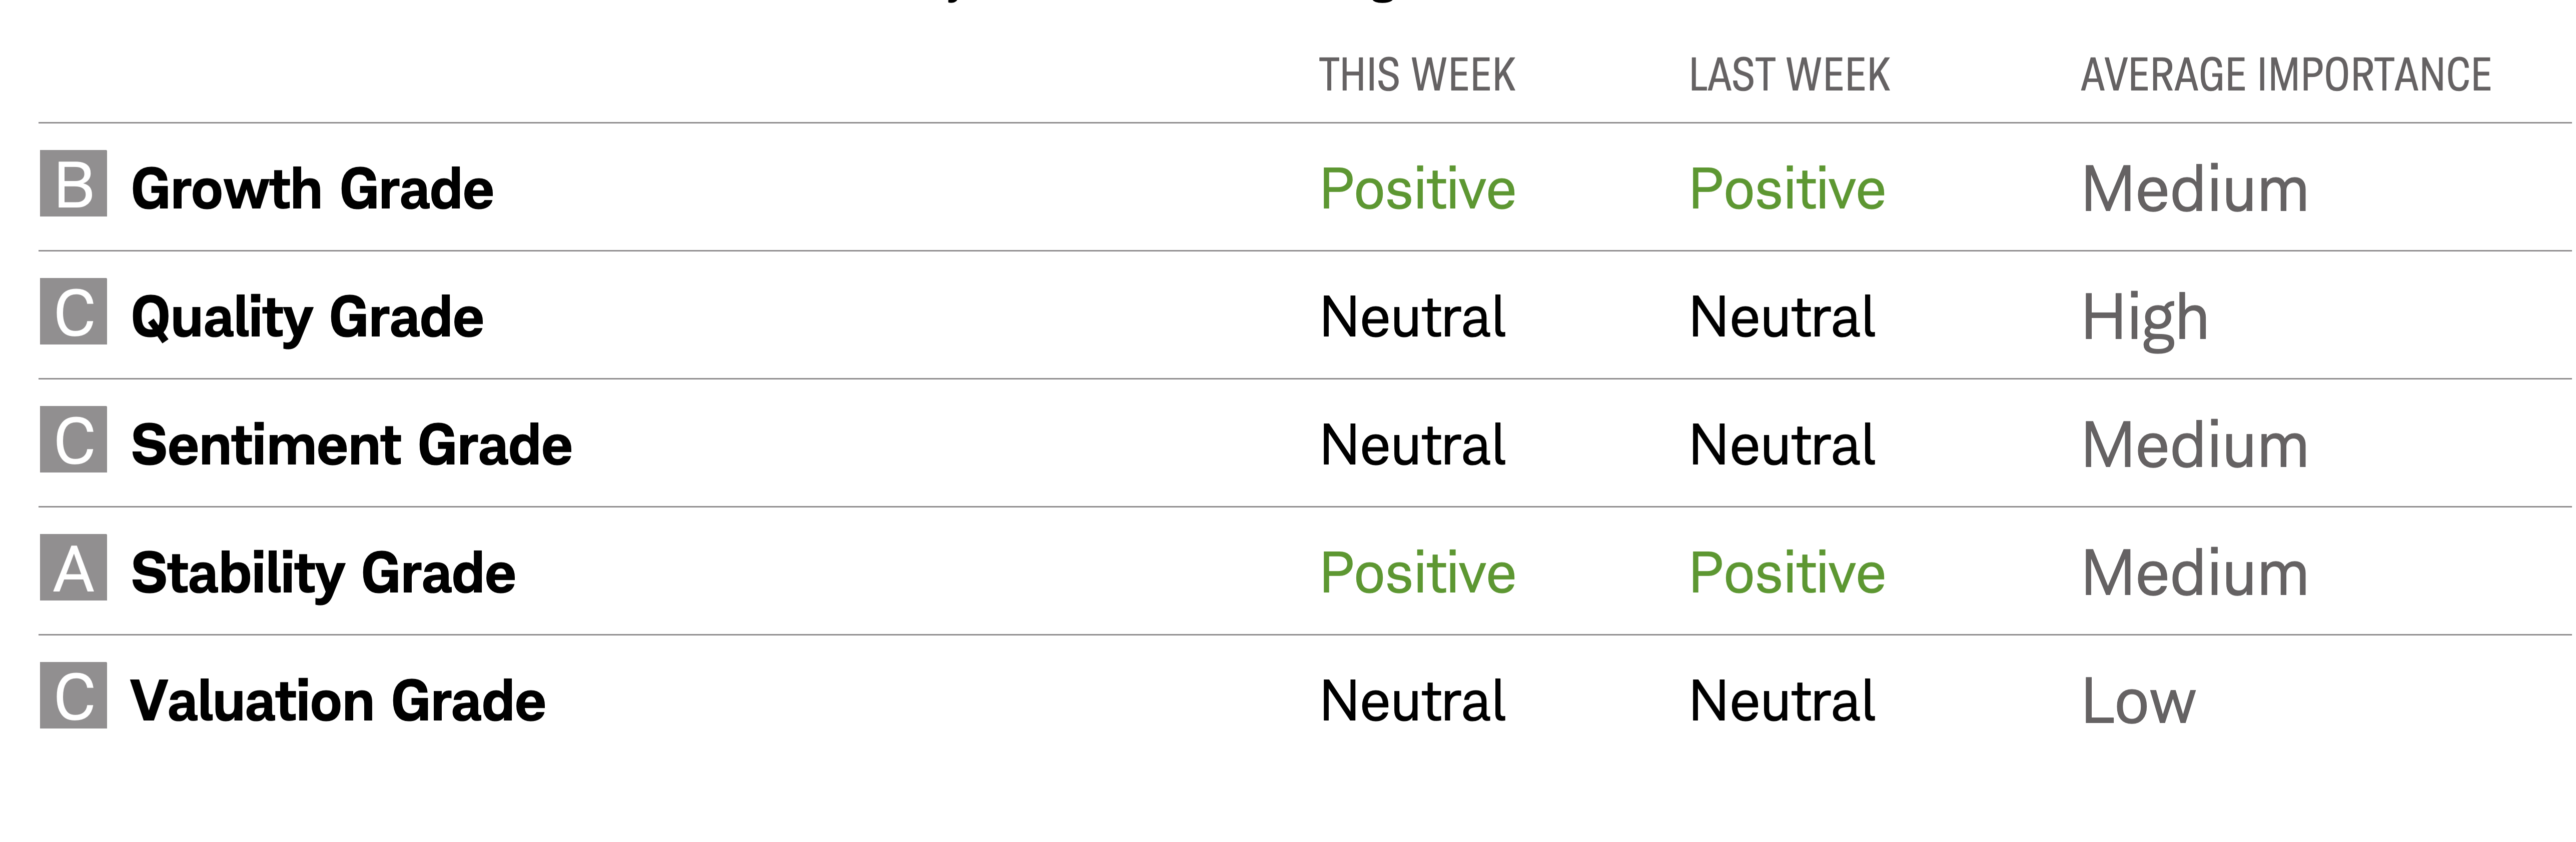 THIS WEEK LAST WEEK AVERAGE IMPORTANCE
B Growth Grade Positive Positive Medium
C Quality Grade Neutral Neutral High
C Sentiment Grade Neutral Neutral Medium
A Stability Grade Positive Positive Medium
C Valuation Grade Neutral Neutral Low